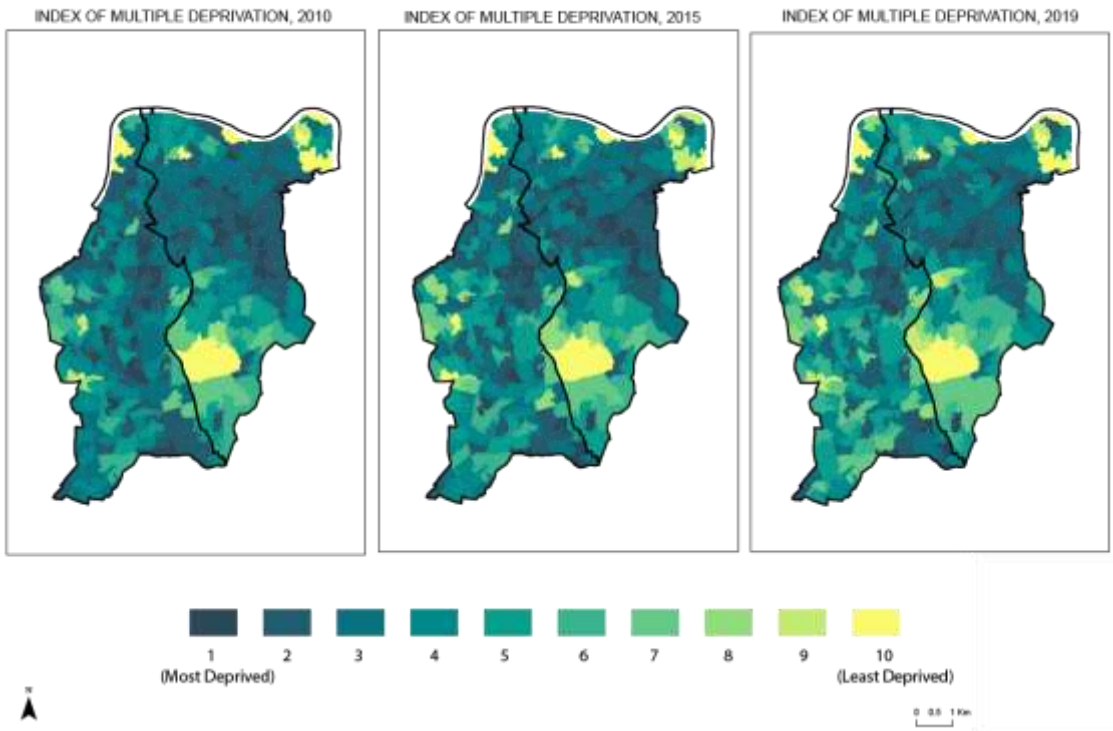 INDEX OF MULTIPLE DEPRIVATION, 2010
INDEX OF MULTIPLE DEPRIVATION, 2015
INDEX OF MULTIPLE DEPRIVATION, 2019
1 2 3 4 5 6 7 8 9 10
(Most Deprived) (Least Deprived)
N
0 0.5 1 Km